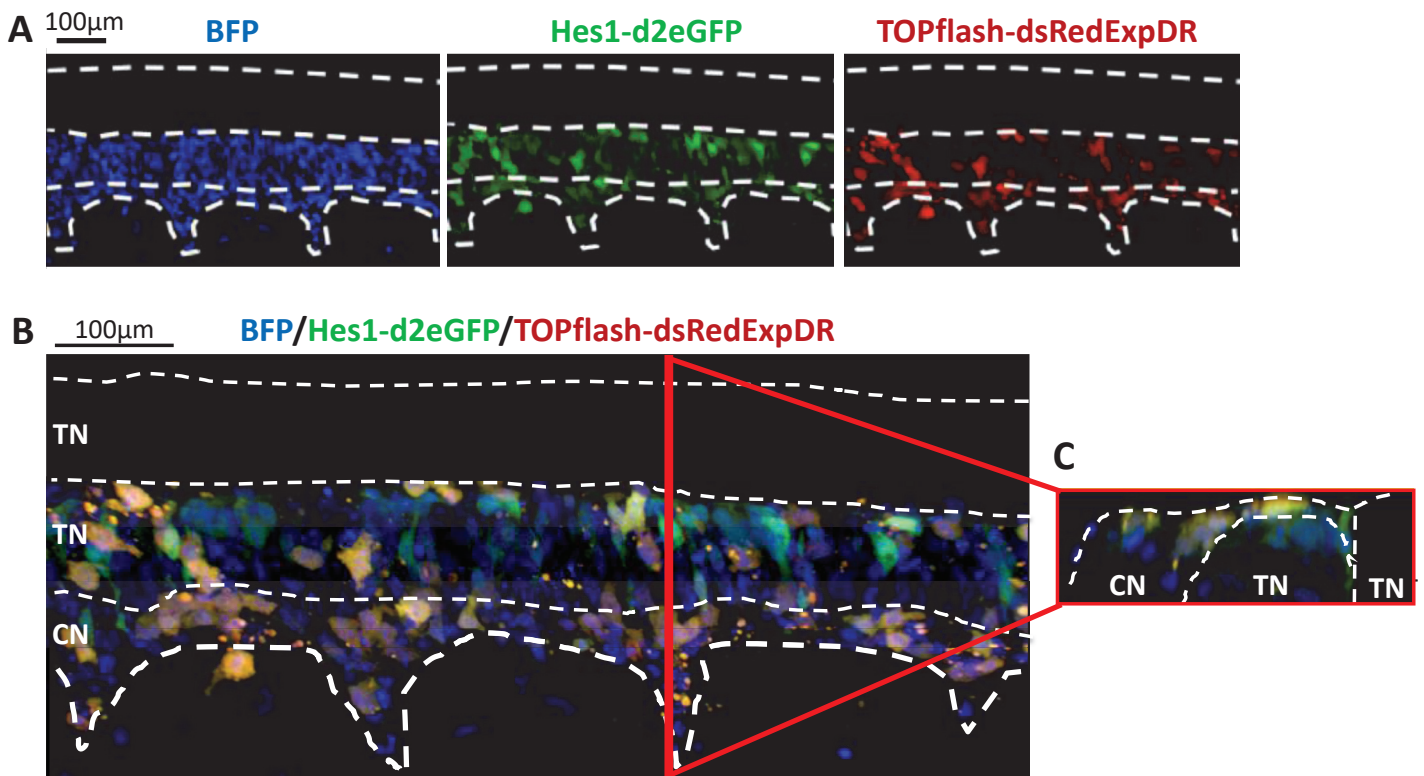 A
100µm
BFP
Hes1-d2eGFP
TOPflash-dsRedExpDR
B
100µm
BFP/Hes1-d2eGFP/TOPflash-dsRedExpDR
TN
TN
CN
C
CN
TN
TN